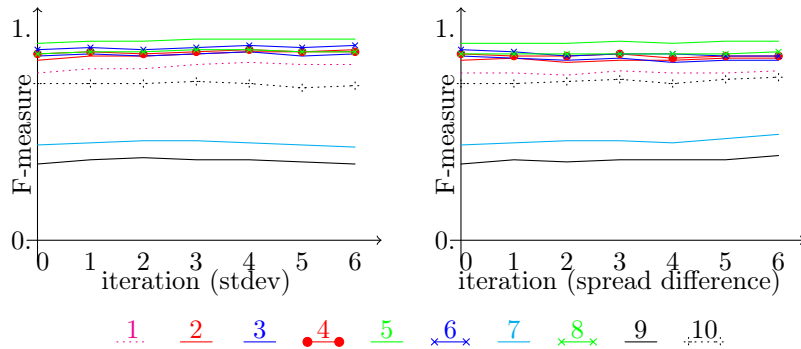 1.
F-measure
0.
0 1 2 3 4 5 6
iteration (stdev)
1.
F-measure
0.
0 1 2 3 4 5 6
iteration (spread difference)
1 2 3 4 5 6 7 8 9 10